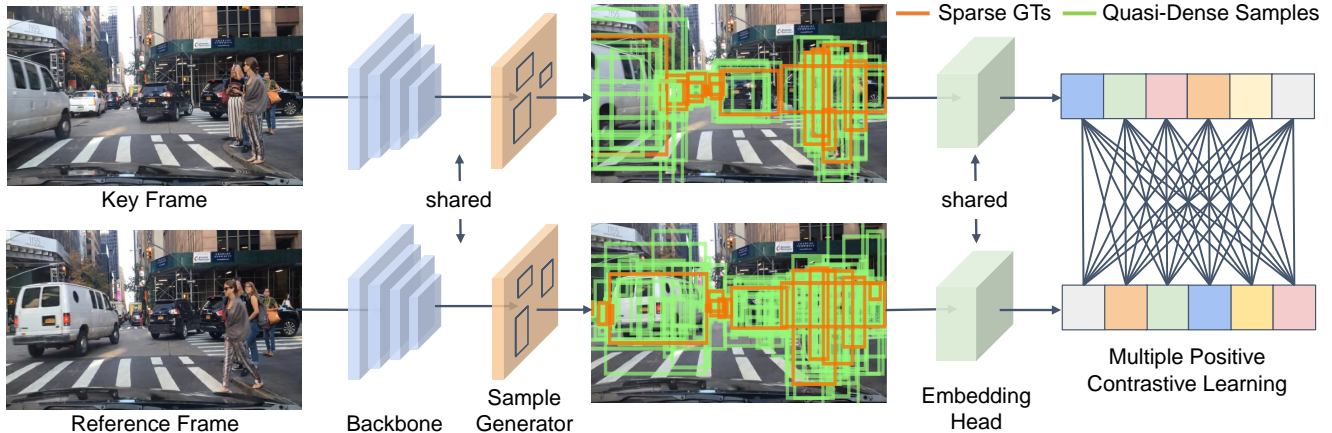 Sparse GTs
Quasi-Dense Samples
Key Frame
shared
shared
Reference Frame
Backbone
Sample
Generator
Embedding
Head
Multiple Positive
Contrastive Learning